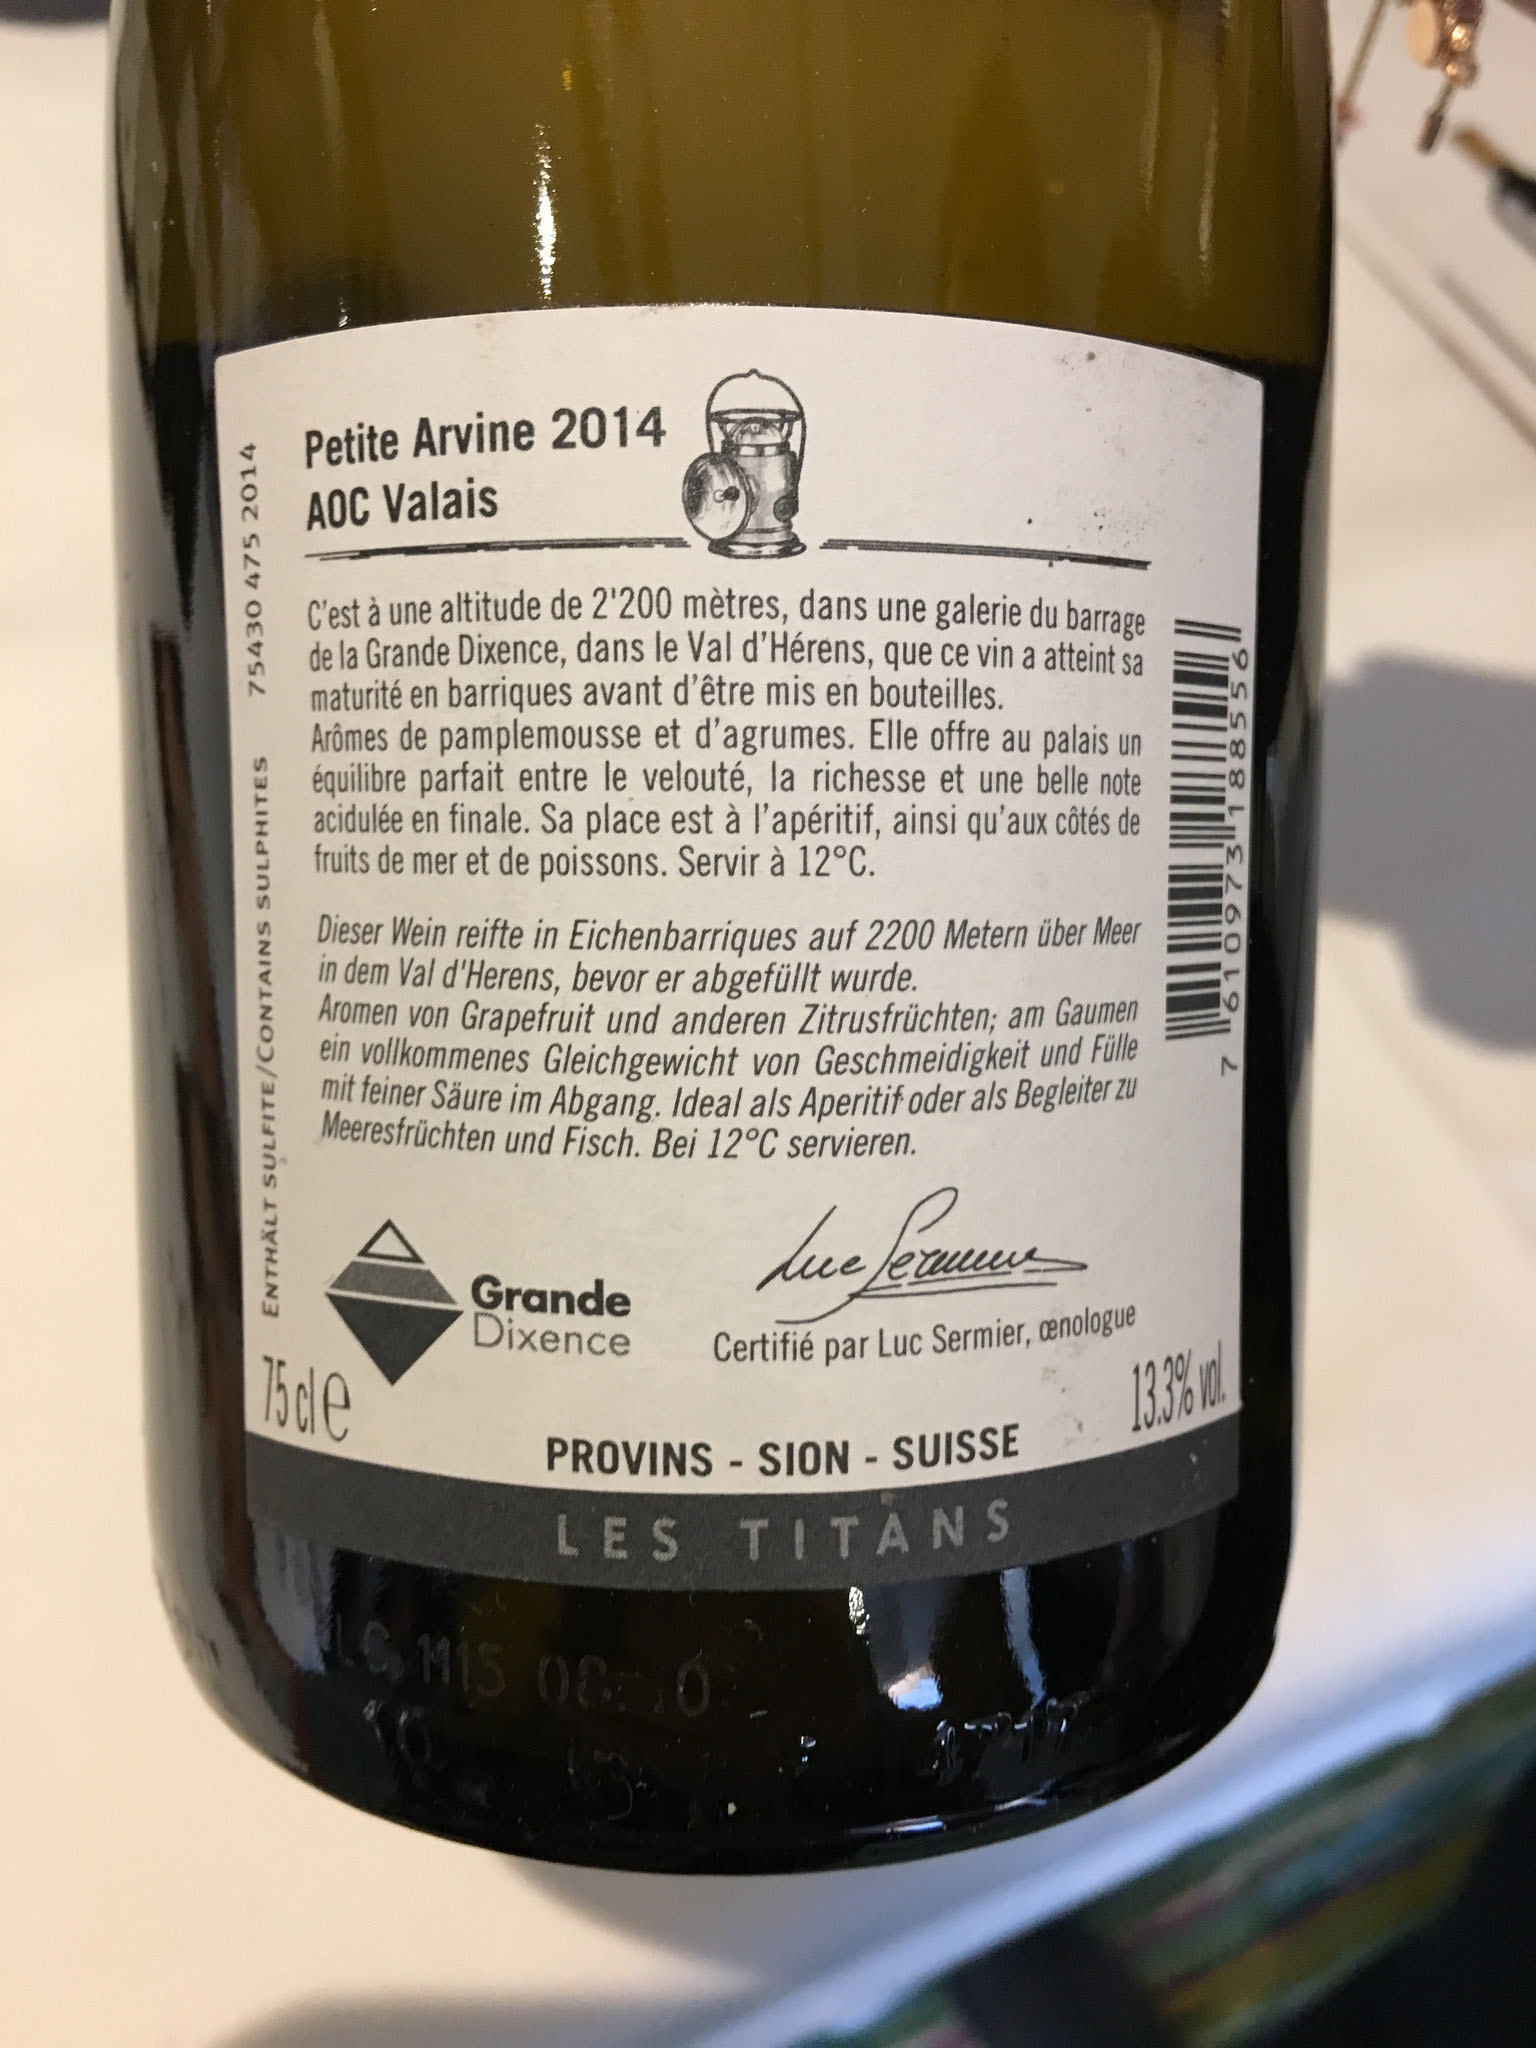 Petite Arvine 2014
AOC Valais
C'est à une altitude de 2'200 mètres, dans une galerie du barrage
de la Grande Dixence, dans le Val d'Hérens, que ce vin a atteint sa
maturité en barriques avant d'être mis en bouteilles.
Arômes de pamplemousse et d'agrumes. Elle offre au palais un
équilibre parfait entre le velouté, la richesse et une belle note
acidulée en finale. Sa place est à l'apéritif, ainsi qu'aux côtés de
fruits de mer et de poissons. Servir à 12°C.
Dieser Wein reifte in Eichenbarriques auf 2200 Metern über Meer
in dem Val d'Herens, bevor er abgefüllt wurde.
Aromen von Grapefruit und anderen Zitrusfrüchten; am Gaumen
ein vollkommenes Gleichgewicht von Geschmeidigkeit und Fülle
mit feiner Säure im Abgang. Ideal als Aperitif oder als Begleiter zu
Meeresfrüchten und Fisch. Bei 12°C servieren.
ENTHÄLT SULFITE/CONTAINS SULPHITES 75430 475 2014
7 610973 188556
Grande
Dixence
Luc Sermier
Certifié par Luc Sermier, œnologue
75 cl e
13.3% vol.
PROVINS - SION - SUISSE
LES TITANS